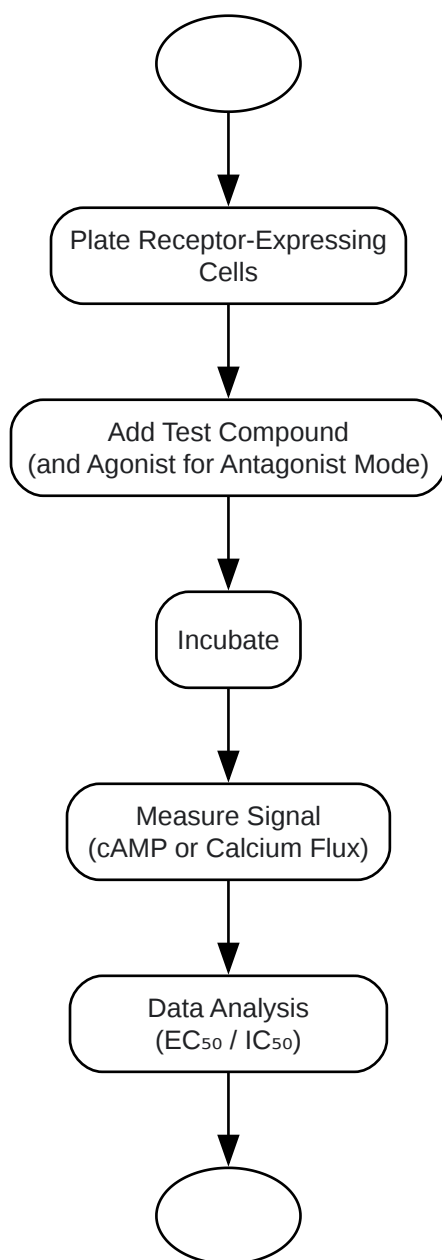 Plate Receptor-Expressing
Cells
Add Test Compound
(and Agonist for Antagonist Mode)
Incubate
Measure Signal
(cAMP or Calcium Flux)
Data Analysis
(EC₅₀ / IC₅₀)